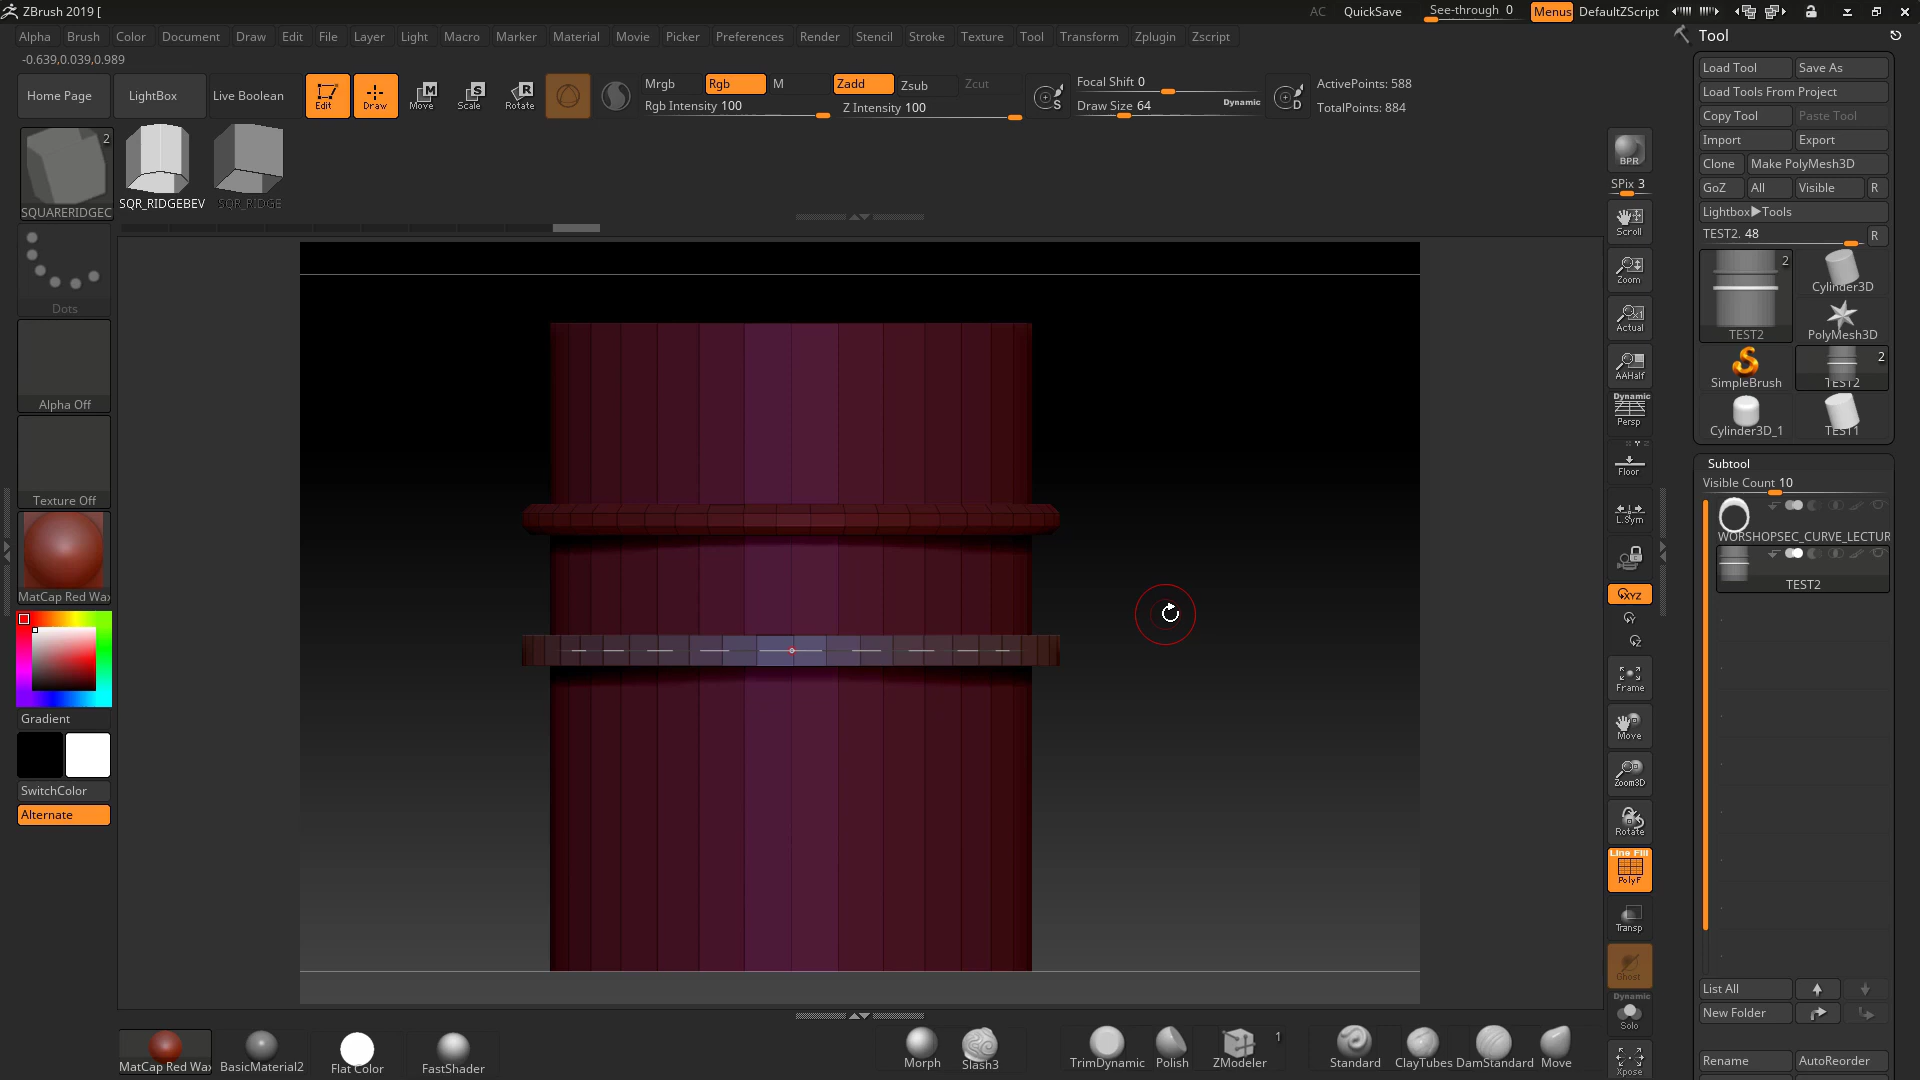 ZBrush 2019 [
AC QuickSave See-through 0 Menus DefaultZScript
Alpha Brush Color Document Draw Edit File Layer Light Macro Marker Material Movie Picker Preferences Render Stencil Stroke Texture Tool Transform Zplugin Zscript
-0.639,0.039,0.989
Home Page LightBox Live Boolean Edit Draw Move Scale Rotate
Mrgb Rgb M Zadd Zsub Zcut
Rgb Intensity 100 Z Intensity 100
Focal Shift 0
Draw Size 64 Dynamic
ActivePoints: 588
TotalPoints: 884
2
SQUARERIDGEC SQR_RIDGEBEV SQR_RIDGE
Dots
Alpha Off
Texture Off
MatCap Red Wax
Gradient
SwitchColor
Alternate
BPR
SPix 3
Scroll
Zoom
Actual
AAHalf
Dynamic
Persp
Floor
L.Sym
XYZ
Frame
Move
Zoom3D
Rotate
Line Fill
PolyF
Transp
Ghost
Dynamic
Solo
Xpose
Tool
Load Tool Save As
Load Tools From Project
Copy Tool Paste Tool
Import Export
Clone Make PolyMesh3D
GoZ All Visible R
Lightbox▶Tools
TEST2. 48 R
2
Cylinder3D
TEST2 PolyMesh3D
2
SimpleBrush TEST2
Cylinder3D_1 TEST1
Subtool
Visible Count 10
WORSHOPSEC_CURVE_LECTUR
TEST2
List All
New Folder
Rename AutoReorder
MatCap Red Wax BasicMaterial2 Flat Color FastShader
Morph Slash3 TrimDynamic Polish ZModeler 1 Standard ClayTubes DamStandard Move